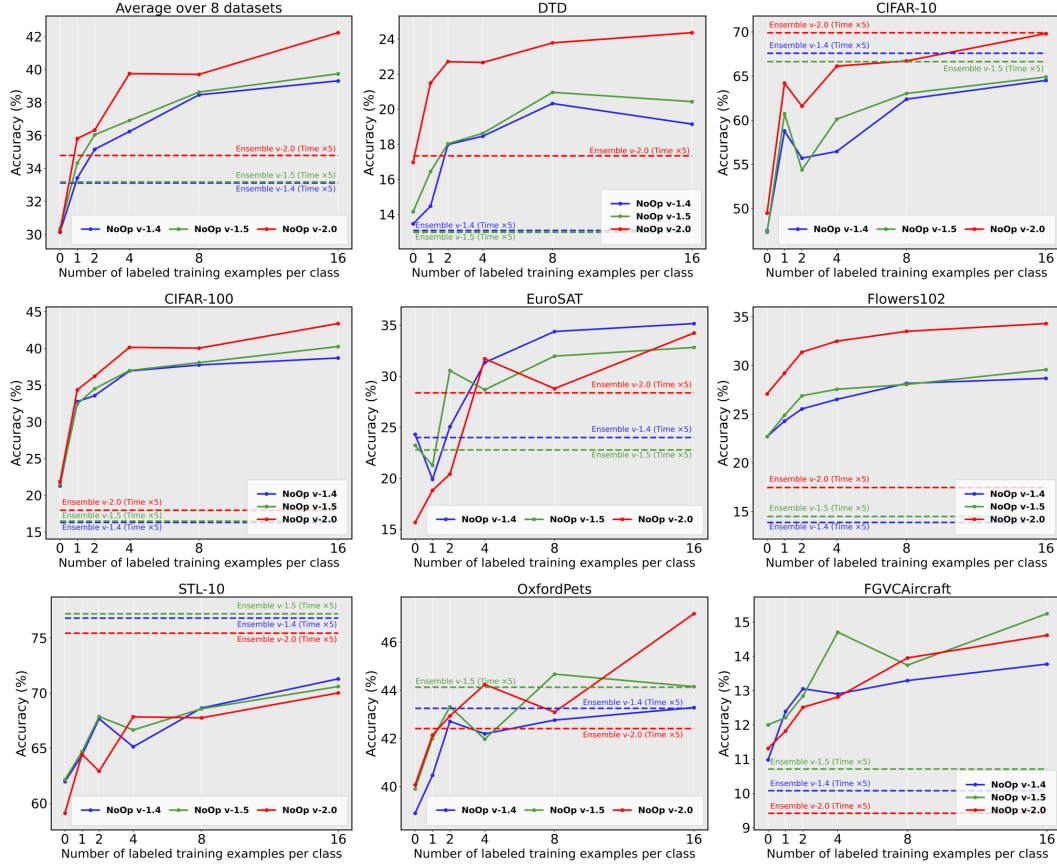 Average over 8 datasets
Accuracy (%)
42
40
38
36
34
32
30
Ensemble v-2.0 (Time ×5)
Ensemble v-1.5 (Time ×5)
Ensemble v-1.4 (Time ×5)
NoOp v-1.4 NoOp v-1.5 NoOp v-2.0
0 1 2 4 8 16
Number of labeled training examples per class
DTD
Accuracy (%)
24
22
20
18
16
14
Ensemble v-2.0 (Time ×5)
NoOp v-1.4
NoOp v-1.5
NoOp v-2.0
Ensemble v-1.4 (Time ×5)
Ensemble v-1.5 (Time ×5)
0 1 2 4 8 16
Number of labeled training examples per class
CIFAR-10
Accuracy (%)
70
65
60
55
50
Ensemble v-2.0 (Time ×5)
Ensemble v-1.4 (Time ×5)
Ensemble v-1.5 (Time ×5)
NoOp v-1.4 NoOp v-1.5 NoOp v-2.0
0 1 2 4 8 16
Number of labeled training examples per class
CIFAR-100
Accuracy (%)
45
40
35
30
25
20
15
Ensemble v-2.0 (Time ×5)
Ensemble v-1.5 (Time ×5)
Ensemble v-1.4 (Time ×5)
NoOp v-1.4
NoOp v-1.5
NoOp v-2.0
0 1 2 4 8 16
Number of labeled training examples per class
EuroSAT
Accuracy (%)
35
30
25
20
15
Ensemble v-2.0 (Time ×5)
Ensemble v-1.4 (Time ×5)
Ensemble v-1.5 (Time ×5)
NoOp v-1.4 NoOp v-1.5 NoOp v-2.0
0 1 2 4 8 16
Number of labeled training examples per class
Flowers102
Accuracy (%)
35
30
25
20
15
Ensemble v-2.0 (Time ×5)
Ensemble v-1.5 (Time ×5)
Ensemble v-1.4 (Time ×5)
NoOp v-1.4
NoOp v-1.5
NoOp v-2.0
0 1 2 4 8 16
Number of labeled training examples per class
STL-10
Accuracy (%)
75
70
65
60
Ensemble v-1.5 (Time ×5)
Ensemble v-1.4 (Time ×5)
Ensemble v-2.0 (Time ×5)
NoOp v-1.4 NoOp v-1.5 NoOp v-2.0
0 1 2 4 8 16
Number of labeled training examples per class
OxfordPets
Accuracy (%)
46
44
42
40
Ensemble v-1.5 (Time ×5)
Ensemble v-1.4 (Time ×5)
Ensemble v-2.0 (Time ×5)
NoOp v-1.4 NoOp v-1.5 NoOp v-2.0
0 1 2 4 8 16
Number of labeled training examples per class
FGVCAircraft
Accuracy (%)
15
14
13
12
11
10
9
Ensemble v-1.5 (Time ×5)
Ensemble v-1.4 (Time ×5)
Ensemble v-2.0 (Time ×5)
NoOp v-1.4
NoOp v-1.5
NoOp v-2.0
0 1 2 4 8 16
Number of labeled training examples per class